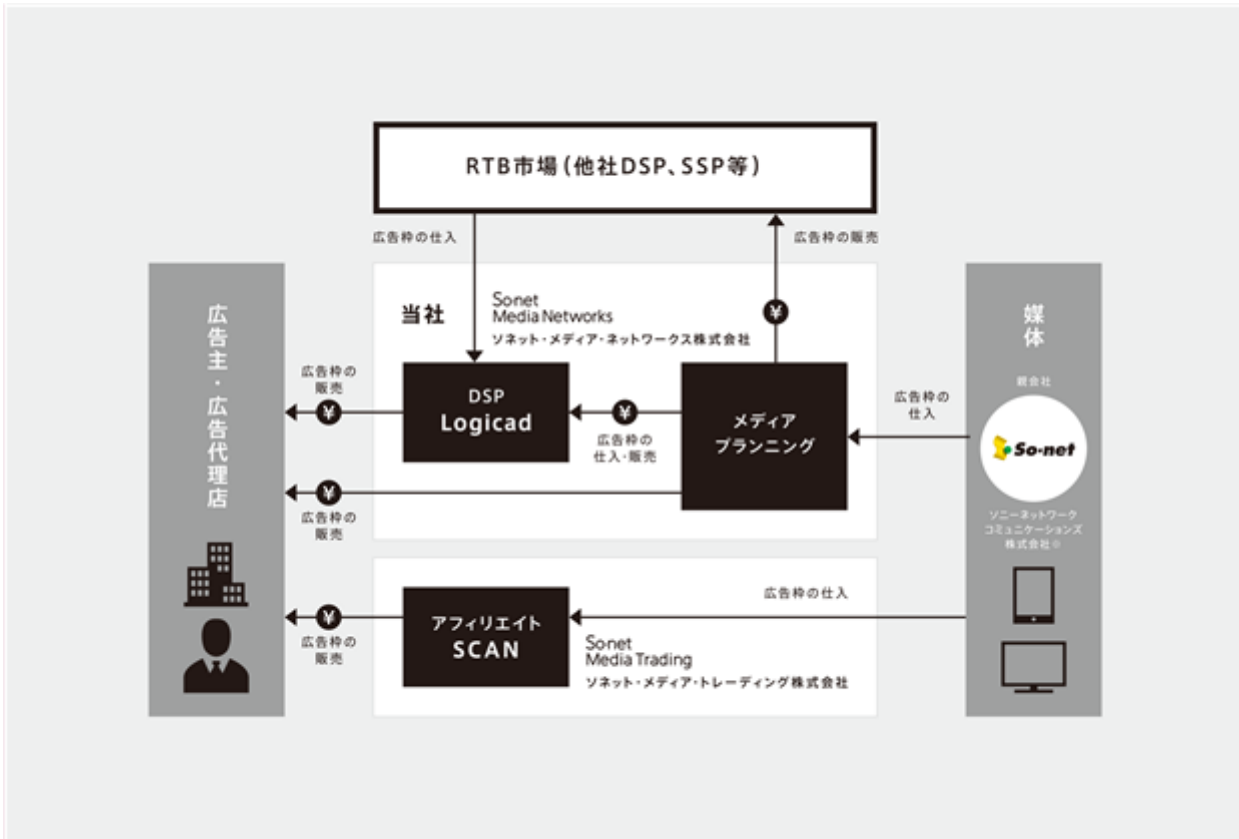 RTB市場(他社DSP、SSP等)
広告枠の仕入
広告枠の販売
広告主・広告代理店
当社
Sonet
Media Networks
ソネット・メディア・ネットワークス株式会社
広告枠の
販売
¥
DSP
Logicad
¥
広告枠の
仕入・販売
¥
メディア
プランニング
広告枠の
仕入
¥
広告枠の
販売
媒体
親会社
So-net
ソニーネットワーク
コミュニケーションズ
株式会社※
¥
広告枠の
販売
アフィリエイト
SCAN
広告枠の仕入
Sonet
Media Trading
ソネット・メディア・トレーディング株式会社